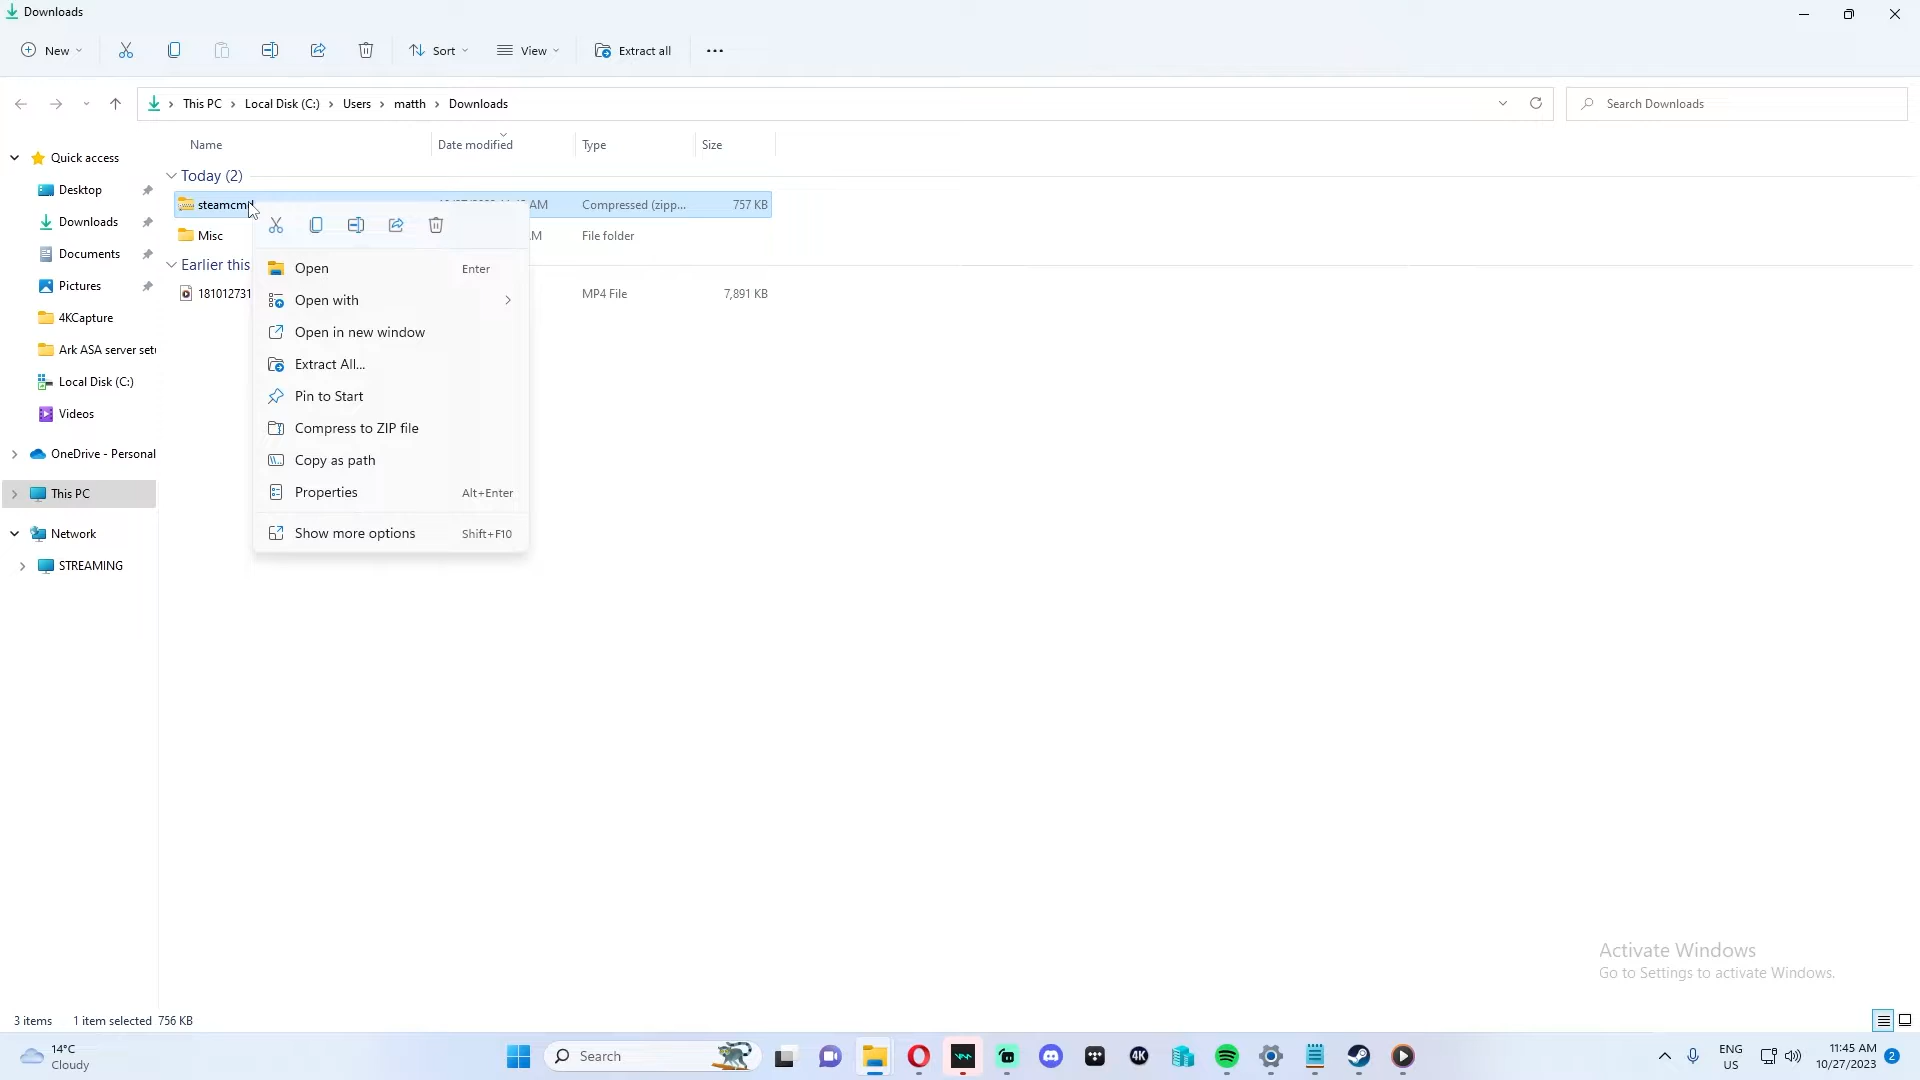 Downloads
New
Sort
View
Extract all
This PC
Local Disk (C:)
Users
matth
Downloads
Search Downloads
Name
Date modified
Type
Size
Quick access
Desktop
Downloads
Documents
Pictures
4KCapture
Ark ASA server setu
Local Disk (C:)
Videos
OneDrive - Personal
This PC
Network
STREAMING
Today (2)
AM
Compressed (zipp...
757 KB
Misc
File folder
Earlier this
181012731
MP4 File
7,891 KB
Open
Enter
Open with
Open in new window
Extract All...
Pin to Start
Compress to ZIP file
Copy as path
Properties
Alt+Enter
Show more options
Shift+F10
Activate Windows
Go to Settings to activate Windows.
3 items
1 item selected 756 KB
14°C
Cloudy
Search
4K
ENG
US
11:45 AM
10/27/2023
2